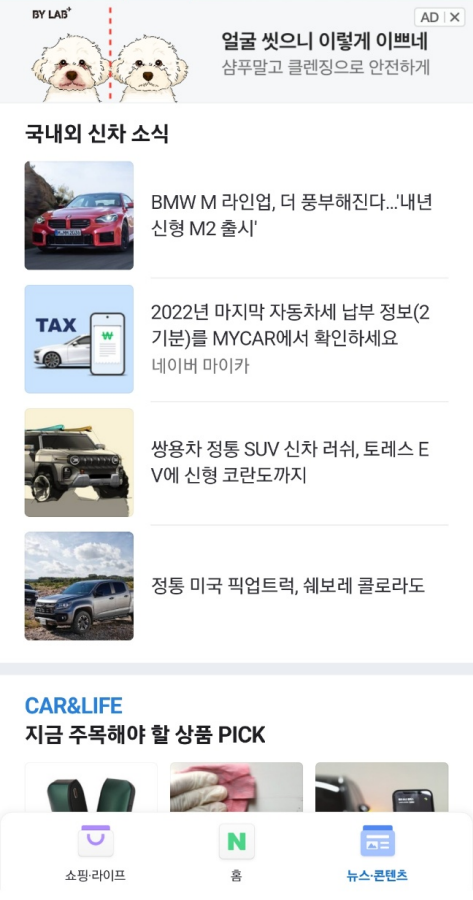 BY LAB+
AD
얼굴 씻으니 이렇게 이쁘네
샴푸말고 클렌징으로 안전하게
국내외 신차 소식
BMW M 라인업, 더 풍부해진다...'내년
신형 M2 출시'
TAX
₩
2022년 마지막 자동차세 납부 정보(2
기분)를 MYCAR에서 확인하세요
네이버 마이카
쌍용차 정통 SUV 신차 러쉬, 토레스 E
V에 신형 코란도까지
정통 미국 픽업트럭, 쉐보레 콜로라도
CAR&LIFE
지금 주목해야 할 상품 PICK
N
쇼핑·라이프
홈
뉴스·콘텐츠